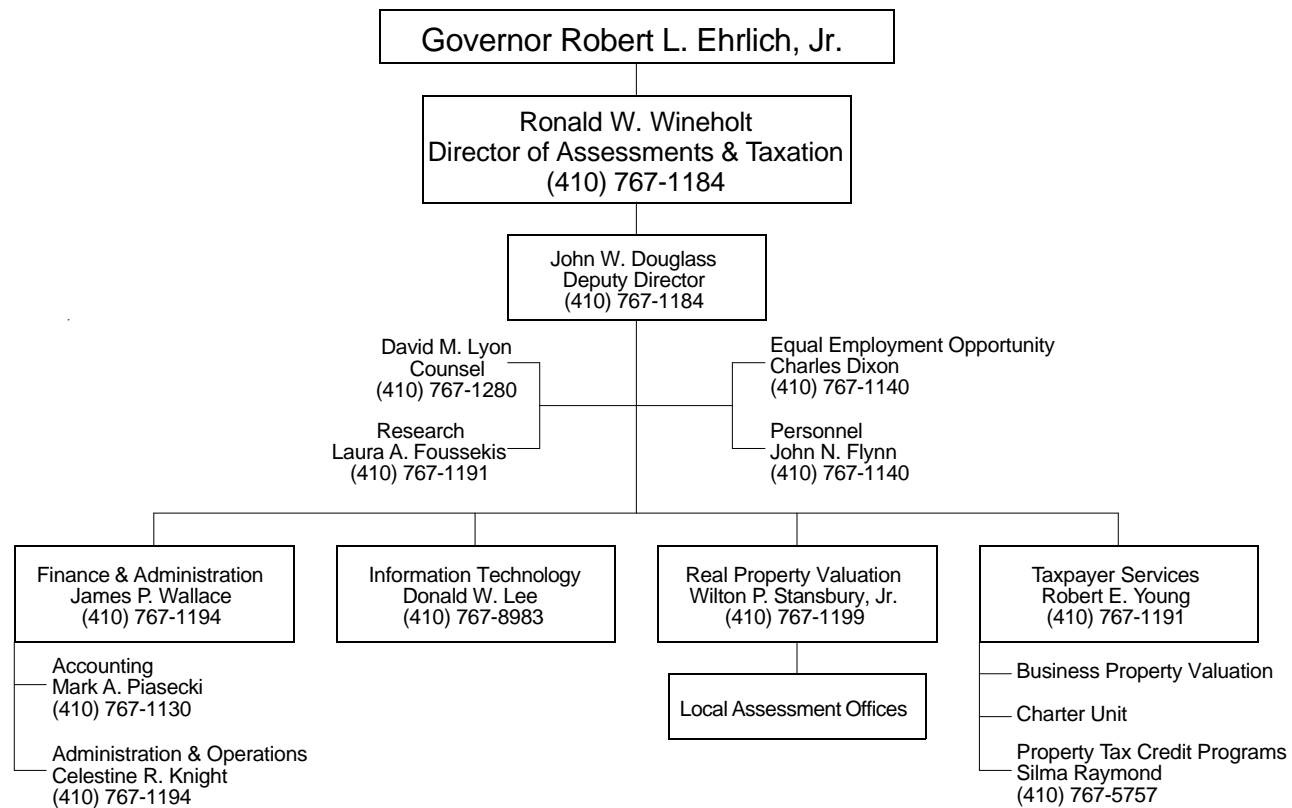 Governor Robert L. Ehrlich, Jr.
Ronald W. Wineholt
Director of Assessments & Taxation
(410) 767-1184
John W. Douglass
Deputy Director
(410) 767-1184
David M. Lyon
Counsel
(410) 767-1280
Equal Employment Opportunity
Charles Dixon
(410) 767-1140
Research
Laura A. Foussekis
(410) 767-1191
Personnel
John N. Flynn
(410) 767-1140
Finance & Administration
James P. Wallace
(410) 767-1194
Information Technology
Donald W. Lee
(410) 767-8983
Real Property Valuation
Wilton P. Stansbury, Jr.
(410) 767-1199
Taxpayer Services
Robert E. Young
(410) 767-1191
Accounting
Mark A. Piasecki
(410) 767-1130
Administration & Operations
Celestine R. Knight
(410) 767-1194
Local Assessment Offices
Business Property Valuation
Charter Unit
Property Tax Credit Programs
Silma Raymond
(410) 767-5757